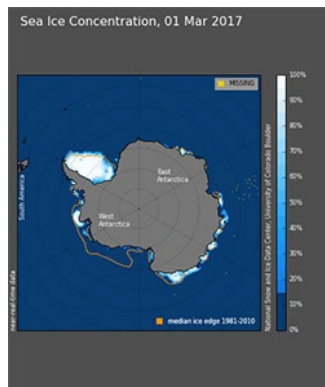 Sea Ice Concentration, 01 Mar 2017
MISSING
100%
90%
80%
70%
60%
50%
40%
30%
20%
10%
0%
East
Antarctica
West
Antarctica
South America
near-real-time data
National Snow and Ice Data Center, University of Colorado Boulder
median ice edge 1981-2010